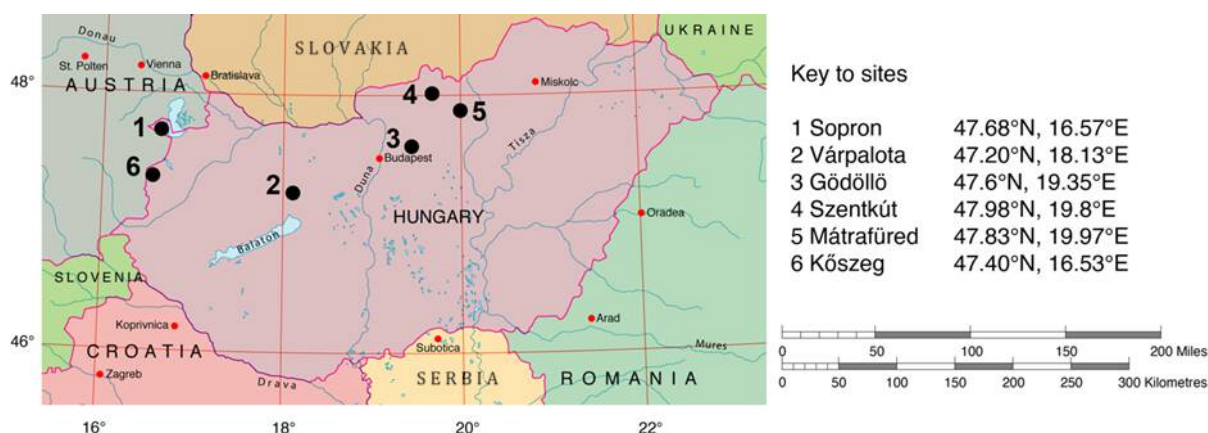 UKRAINE
SLOVAKIA
Donau
St. Polten
Vienna
Bratislava
48°
AUSTRIA
Miskolc
4
5
1
3
Tisza
Budapest
6
2
Duna
HUNGARY
Oradea
Balaton
SLOVENIA
Koprivnica
Arad
46°
CROATIA
Subotica
Mures
Zagreb
Drava
SERBIA
ROMANIA
16°
18°
20°
22°
Key to sites
1 Sopron 47.68°N, 16.57°E
2 Várpalota 47.20°N, 18.13°E
3 Gödöllö 47.6°N, 19.35°E
4 Szentkút 47.98°N, 19.8°E
5 Mátrafüred 47.83°N, 19.97°E
6 Kőszeg 47.40°N, 16.53°E
0 50 100 150 200 Miles
0 50 100 150 200 250 300 Kilometres